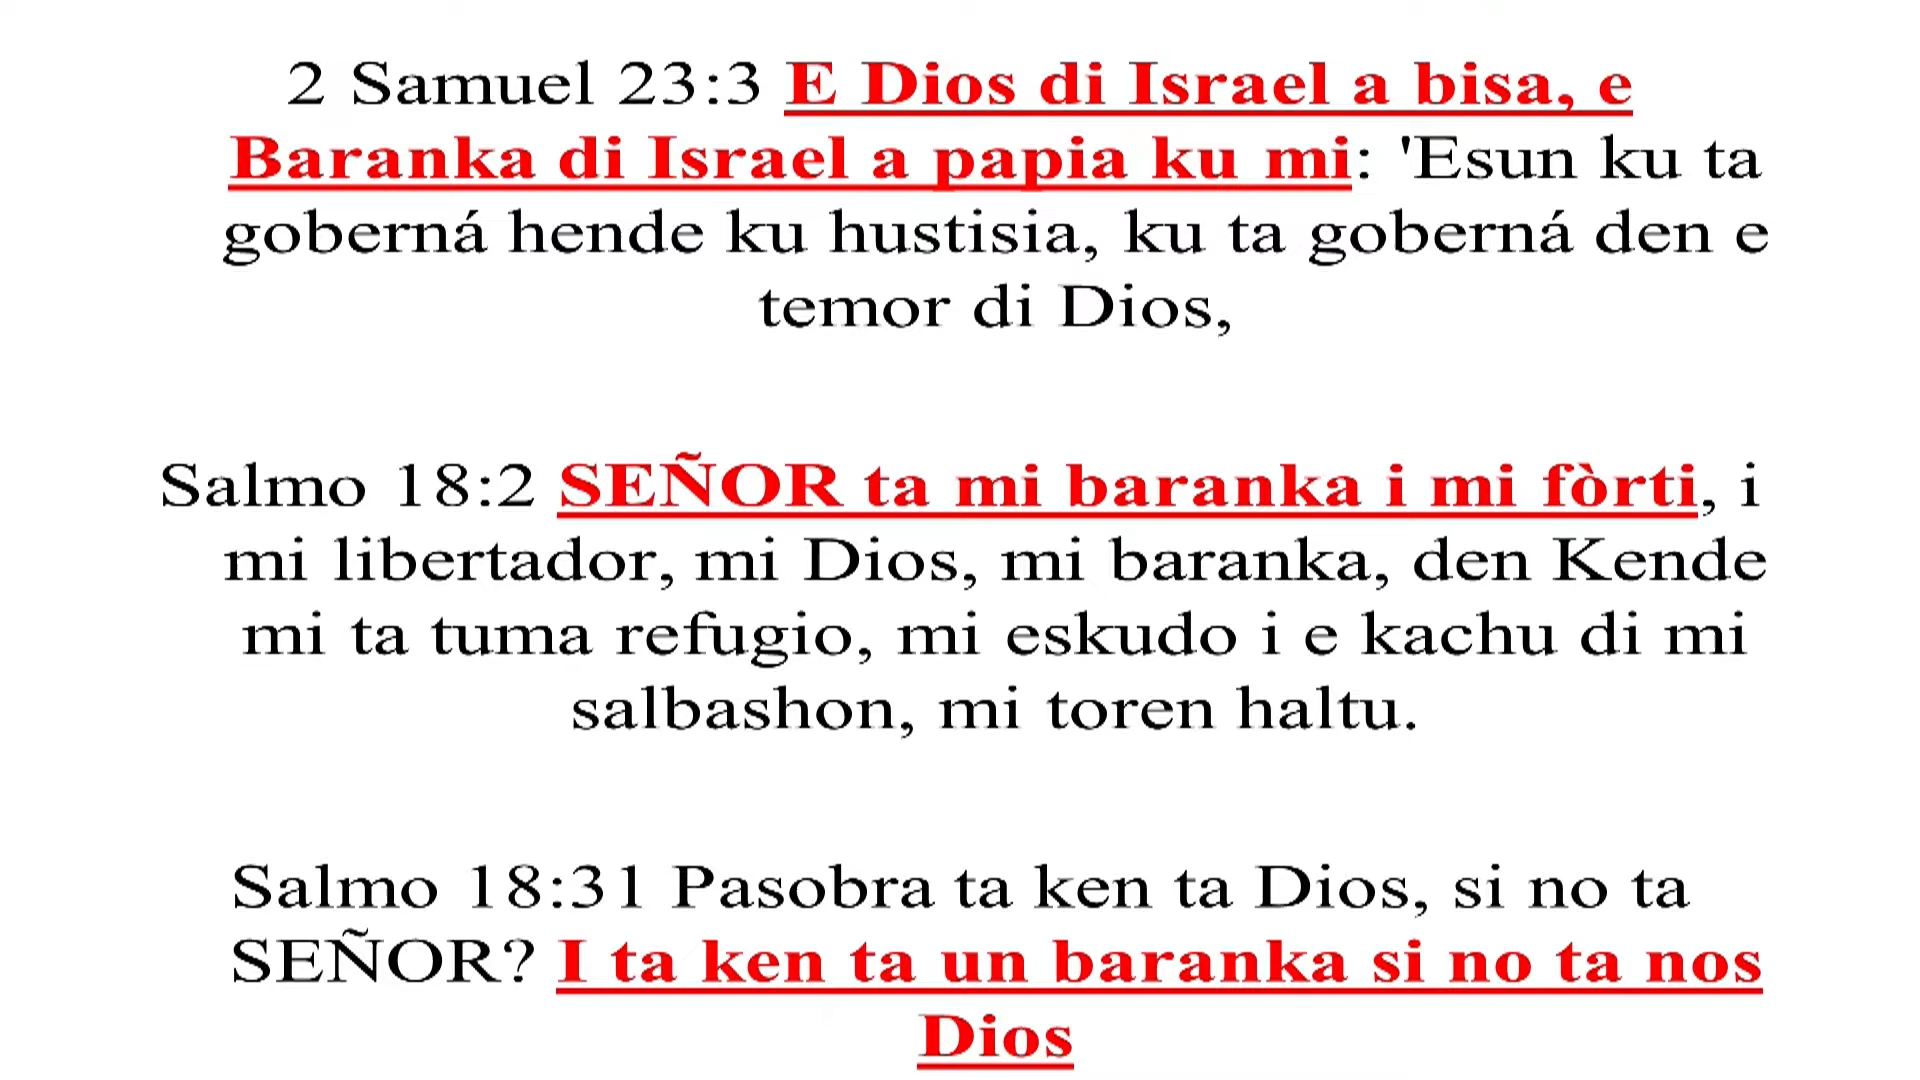 2 Samuel 23:3 E Dios di Israel a bisa, e
Baranka di Israel a papia ku mi: 'Esun ku ta
goberná hende ku hustisia, ku ta goberná den e
temor di Dios,
Salmo 18:2 SEÑOR ta mi baranka i mi fòrti, i
mi libertador, mi Dios, mi baranka, den Kende
mi ta tuma refugio, mi eskudo i e kachu di mi
salbashon, mi toren haltu.
Salmo 18:31 Pasobra ta ken ta Dios, si no ta
SEÑOR? I ta ken ta un baranka si no ta nos
Dios